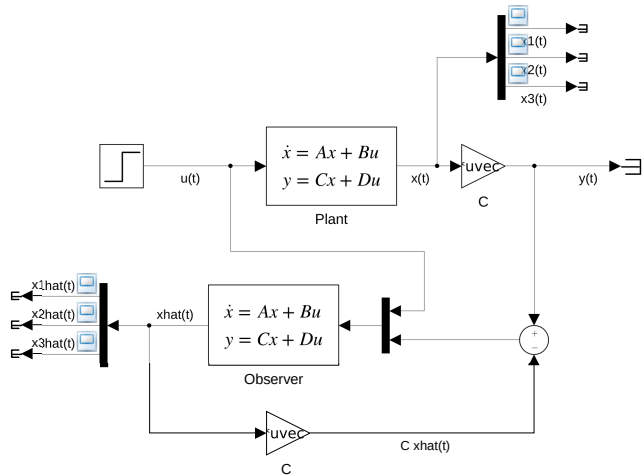 x1(t)
x2(t)
x3(t)
ẋ = Ax + Bu
y = Cx + Du
uvec
u(t)
x(t)
y(t)
C
Plant
x1hat(t)
x2hat(t)
x3hat(t)
xhat(t)
ẋ = Ax + Bu
y = Cx + Du
+
−
Observer
uvec
C xhat(t)
C